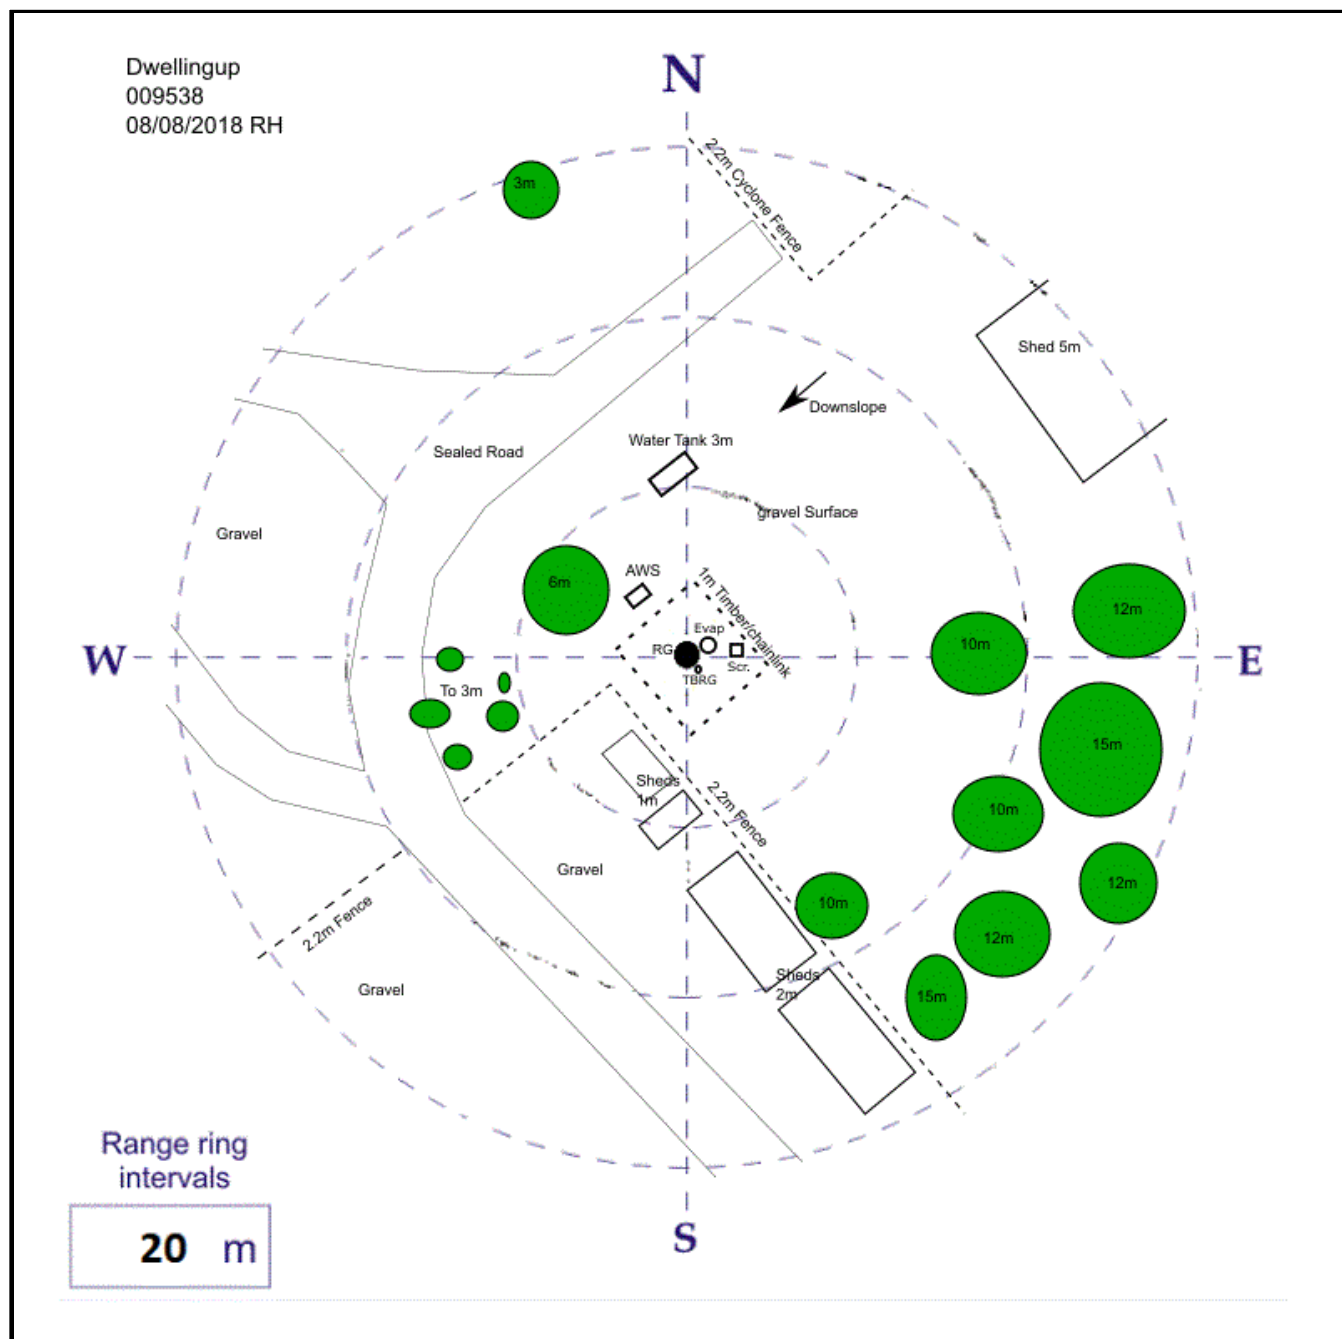 Dwellingup
009538
08/08/2018 RH
N
2.2m Cyclone Fence
3m
Shed 5m
Downslope
Water Tank 3m
Sealed Road
gravel Surface
Gravel
AWS
1m Timber/chainlink
6m
12m
Evap
10m
RG
Scr.
W
E
TBRG
To 3m
15m
Sheds
1m
2.2m Fence
10m
Gravel
12m
10m
2.2m Fence
12m
Sheds
2m
Gravel
15m
Range ring
intervals
20 m
S